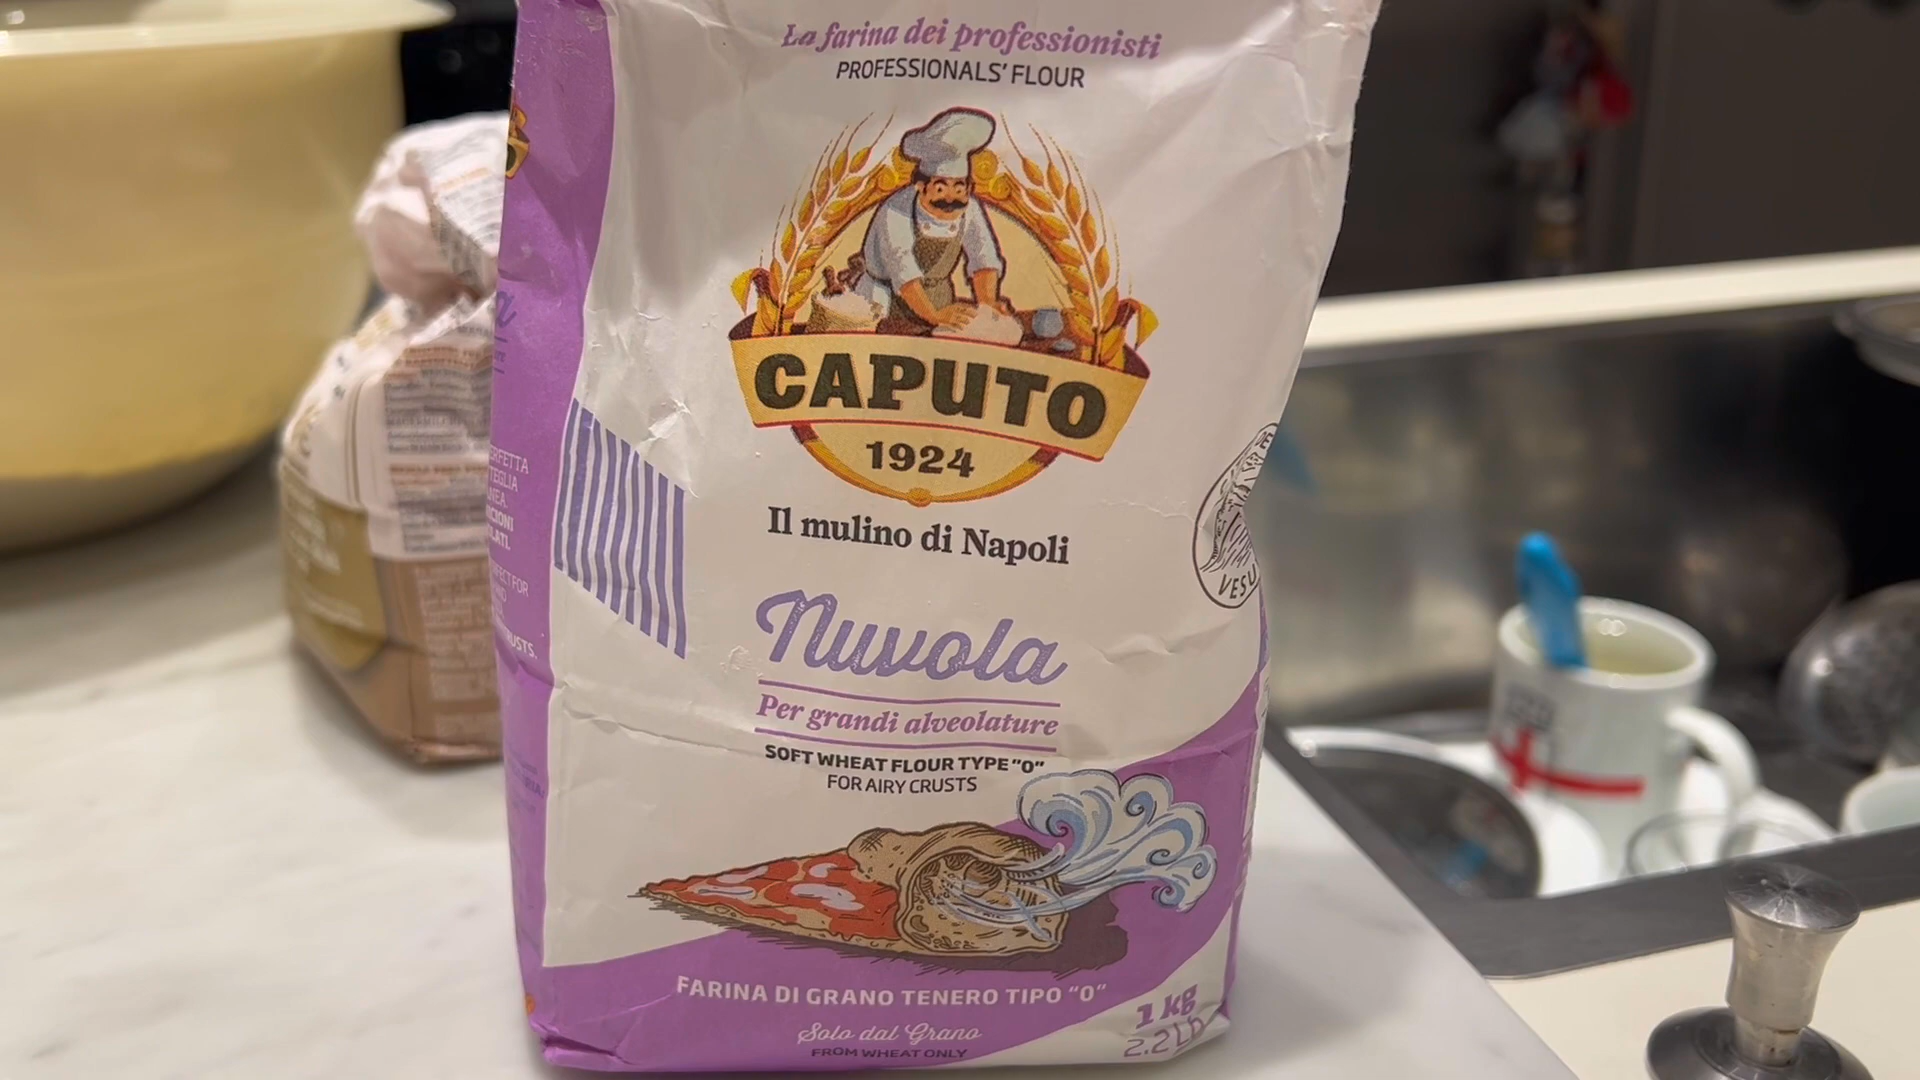 La farina dei professionisti
PROFESSIONALS' FLOUR
CAPUTO
1924
Il mulino di Napoli
Nuvola
Per grandi alveolature
SOFT WHEAT FLOUR TYPE "0"
FOR AIRY CRUSTS
FARINA DI GRANO TENERO TIPO "0"
Solo dal Grano
FROM WHEAT ONLY
1 kg
2.2 Lb
VESU